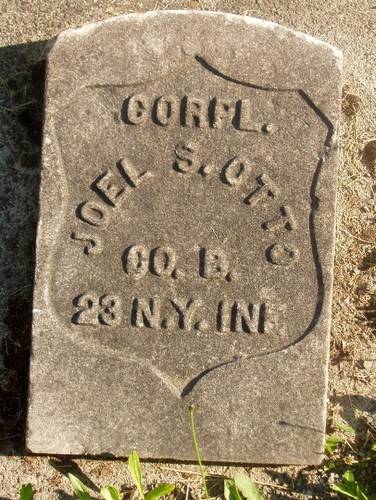 CORPL.
JOEL S. OTTO
CO. B.
23 N.Y. INF.